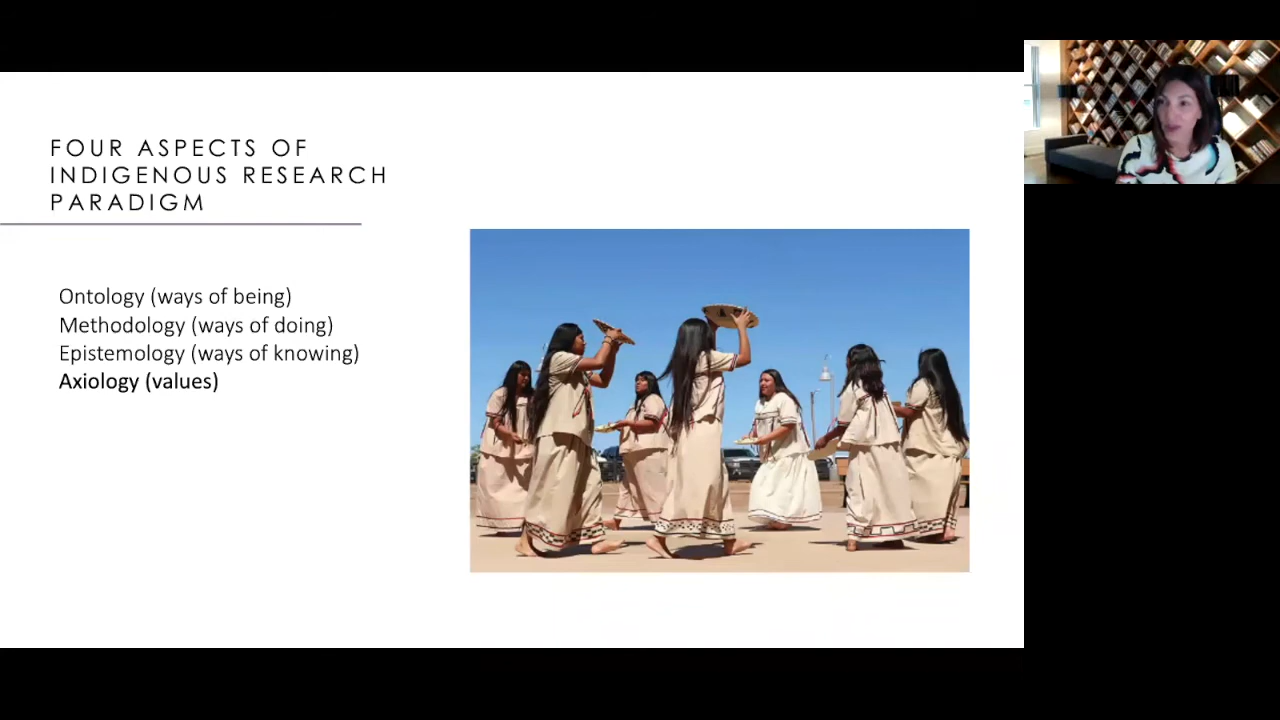 FOUR ASPECTS OF
INDIGENOUS RESEARCH
PARADIGM
Ontology (ways of being)
Methodology (ways of doing)
Epistemology (ways of knowing)
Axiology (values)